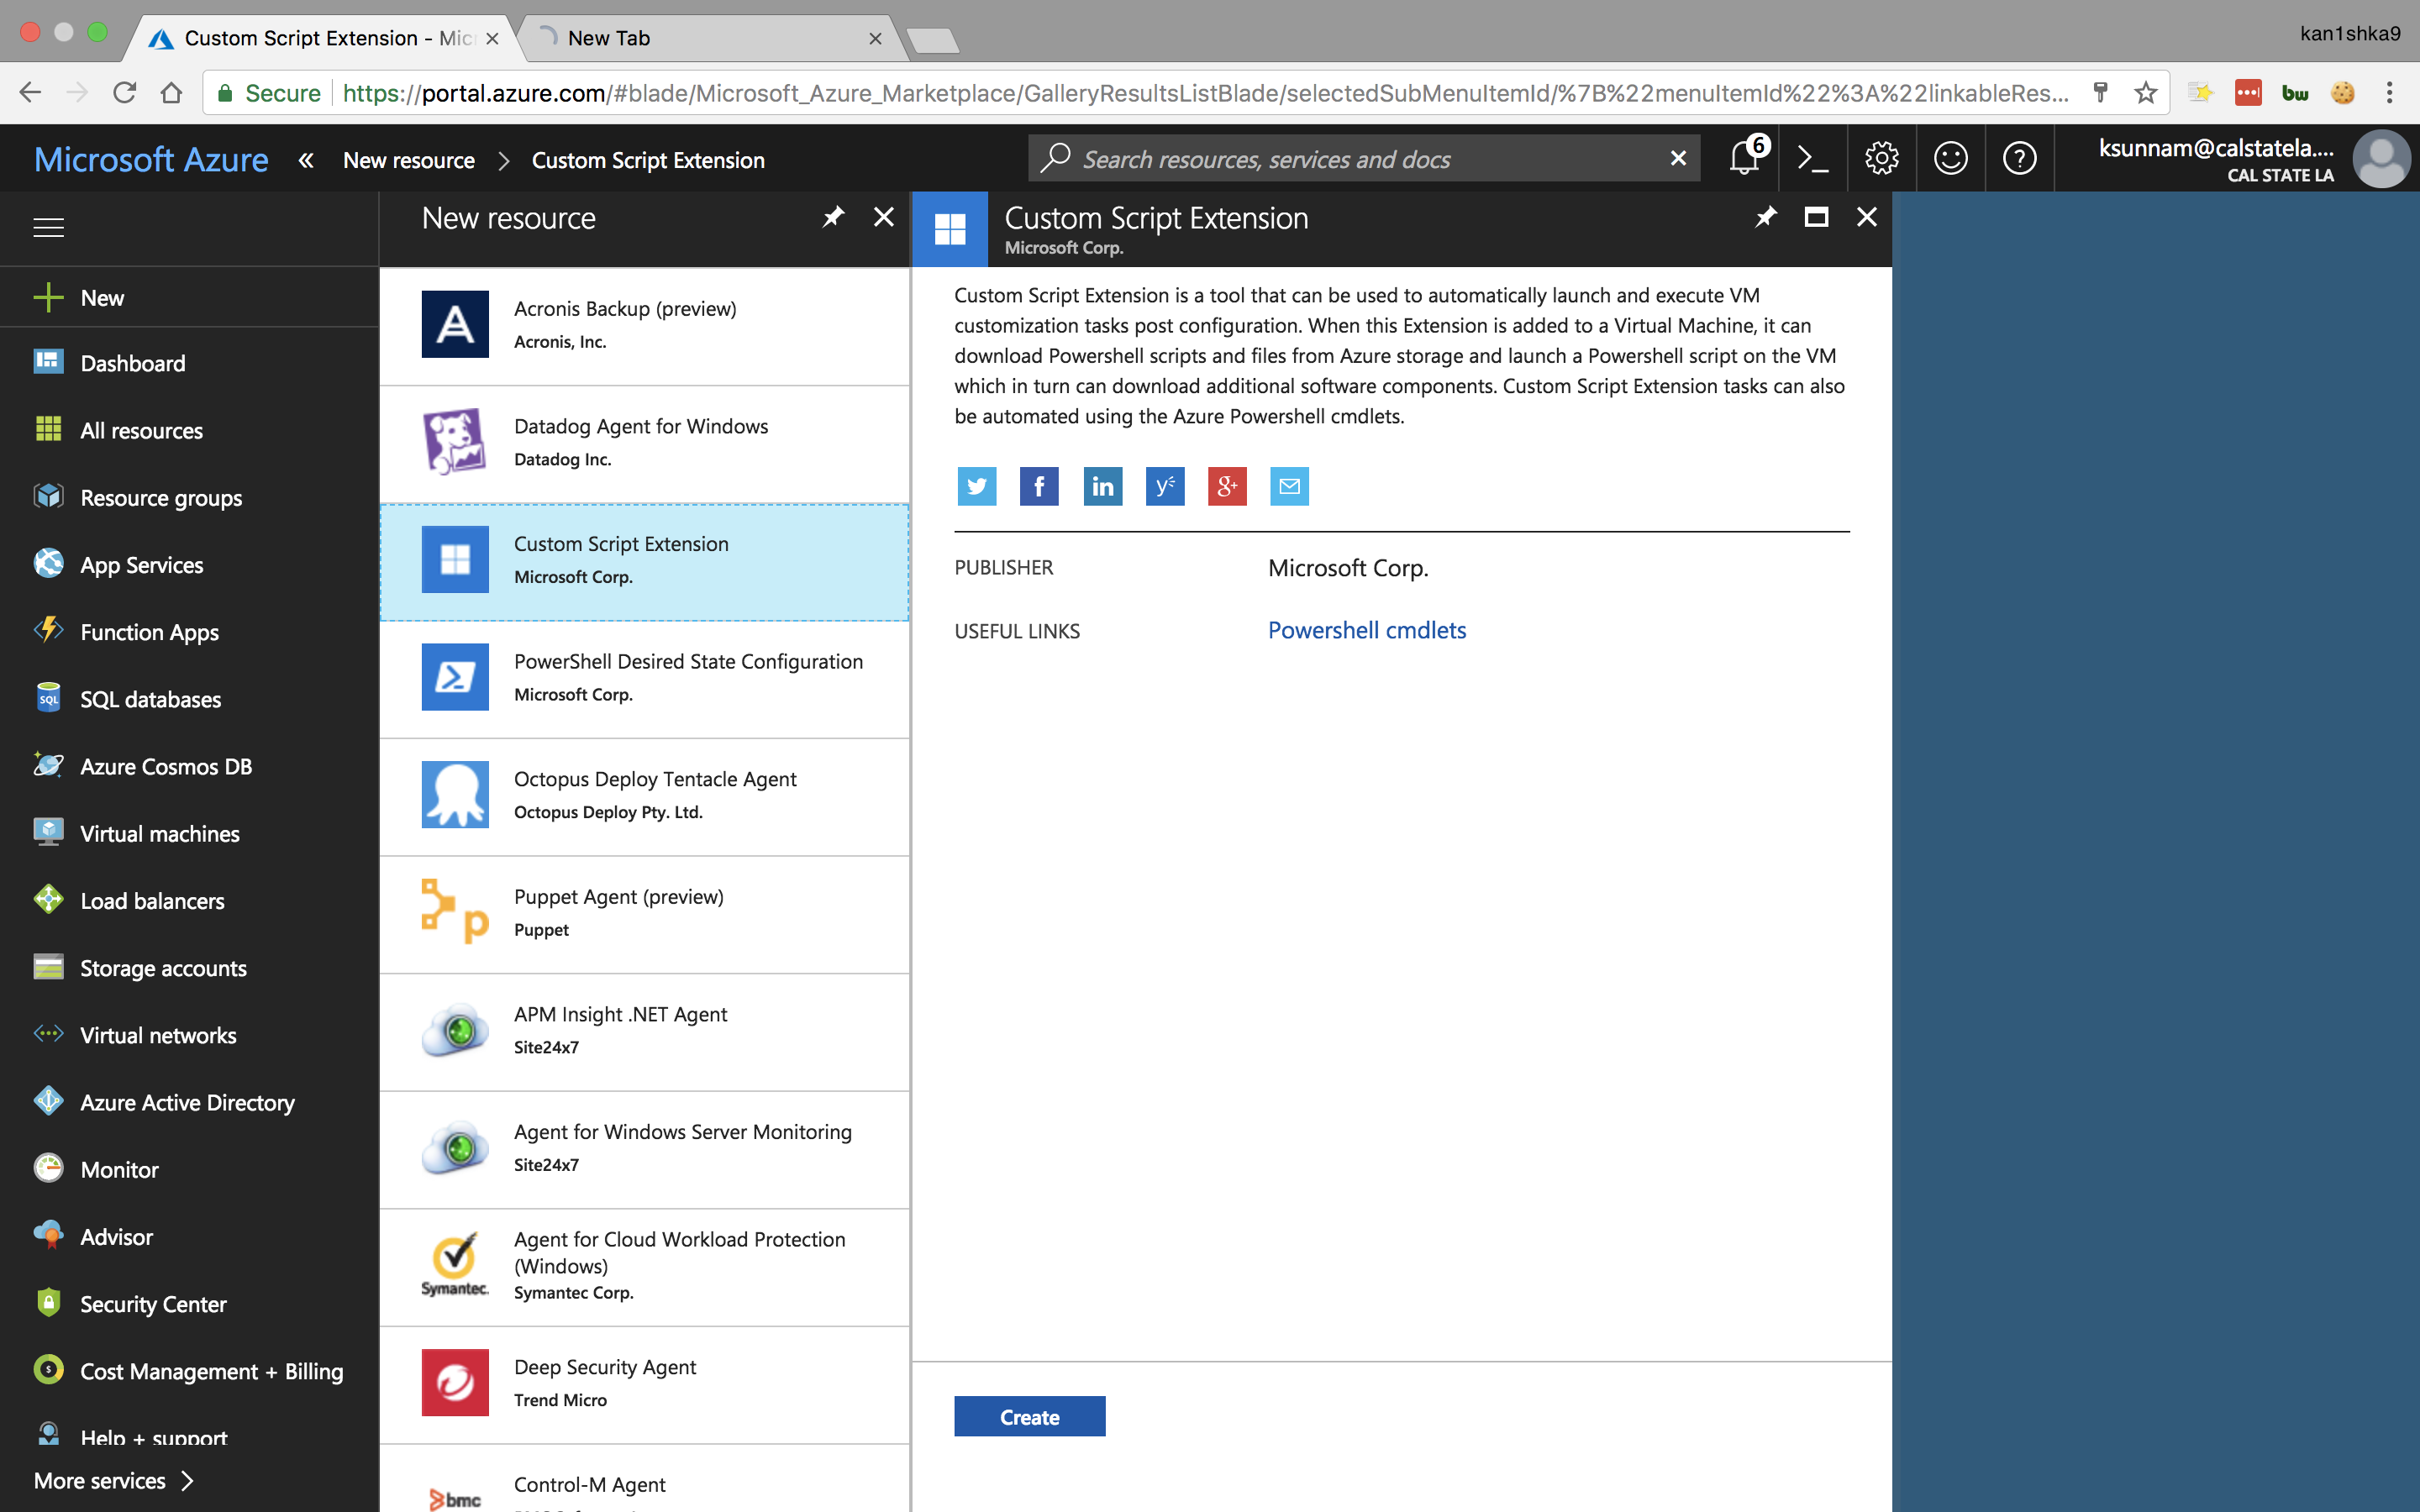 Custom Script Extension - Mic
New Tab
kan1shka9
Secure
https://portal.azure.com/#blade/Microsoft_Azure_Marketplace/GalleryResultsListBlade/selectedSubMenuItemId/%7B%22menuItemId%22%3A%22linkableRes...
bw
Microsoft Azure
New resource
Custom Script Extension
Search resources, services and docs
6
ksunnam@calstatela....
CAL STATE LA
New
Dashboard
All resources
Resource groups
App Services
Function Apps
SQL
SQL databases
Azure Cosmos DB
Virtual machines
Load balancers
Storage accounts
Virtual networks
Azure Active Directory
Monitor
Advisor
Security Center
Cost Management + Billing
Help + support
More services
New resource
Acronis Backup (preview)
Acronis, Inc.
Datadog Agent for Windows
Datadog Inc.
Custom Script Extension
Microsoft Corp.
PowerShell Desired State Configuration
Microsoft Corp.
Octopus Deploy Tentacle Agent
Octopus Deploy Pty. Ltd.
Puppet Agent (preview)
Puppet
APM Insight .NET Agent
Site24x7
Agent for Windows Server Monitoring
Site24x7
Agent for Cloud Workload Protection
(Windows)
Symantec Corp.
Symantec.
Deep Security Agent
Trend Micro
Control-M Agent
bmc
Custom Script Extension
Microsoft Corp.
Custom Script Extension is a tool that can be used to automatically launch and execute VM
customization tasks post configuration. When this Extension is added to a Virtual Machine, it can
download Powershell scripts and files from Azure storage and launch a Powershell script on the VM
which in turn can download additional software components. Custom Script Extension tasks can also
be automated using the Azure Powershell cmdlets.
PUBLISHER
Microsoft Corp.
USEFUL LINKS
Powershell cmdlets
Create